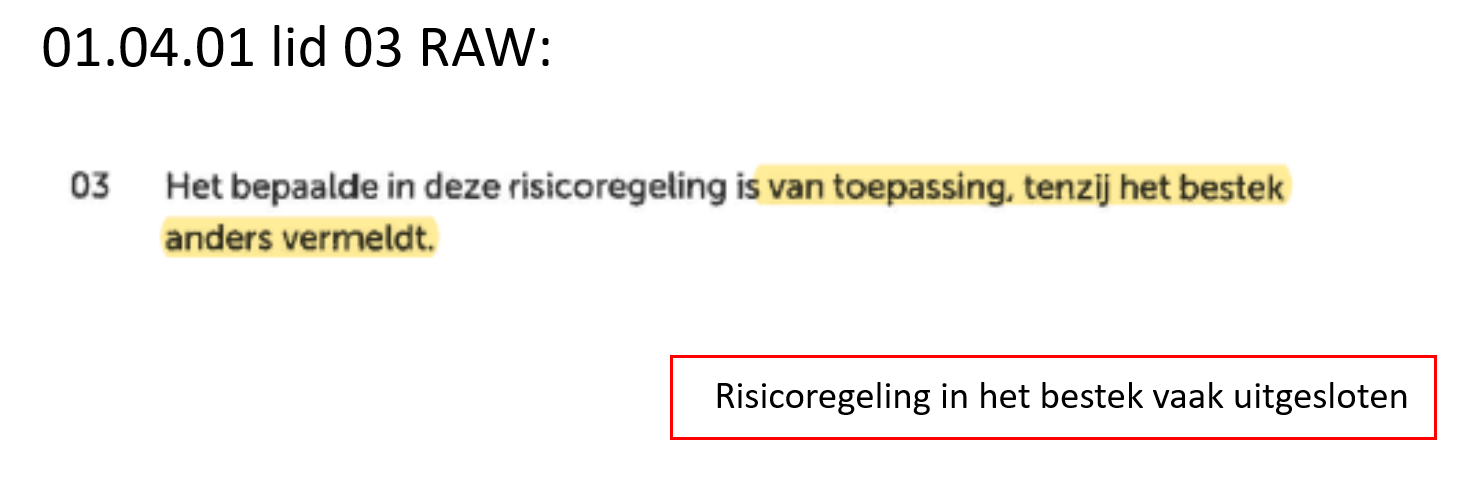 01.04.01 lid 03 RAW:
03 Het bepaalde in deze risicoregeling is van toepassing, tenzij het bestek
anders vermeldt.
Risicoregeling in het bestek vaak uitgesloten